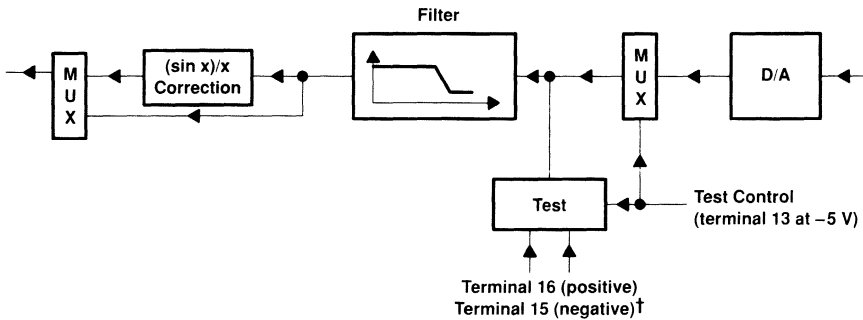 Filter
M
U
X
(sin x)/x
Correction
M
U
X
D/A
Test
Test Control
(terminal 13 at –5 V)
Terminal 16 (positive)
Terminal 15 (negative)†